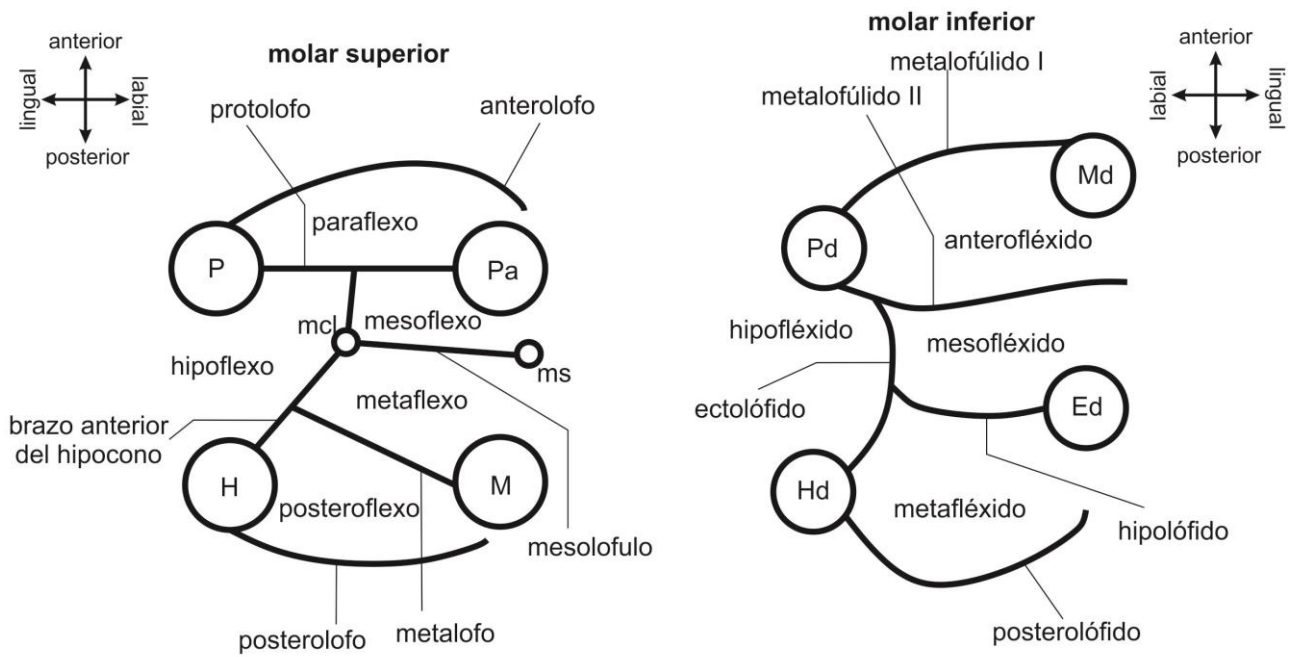 molar superior
anterior
lingual
labial
posterior
protolofo
anterolofo
paraflexo
P
Pa
mcl
mesoflexo
hipoflexo
ms
metaflexo
brazo anterior
del hipocono
H
M
posteroflexo
mesolofulo
posterolofo
metalofo
molar inferior
metalofúlido I
metalofúlido II
anterior
labial
lingual
posterior
Md
Pd
anterofléxido
hipofléxido
mesofléxido
ectolófido
Ed
Hd
metafléxido
hipolófido
posterolófido